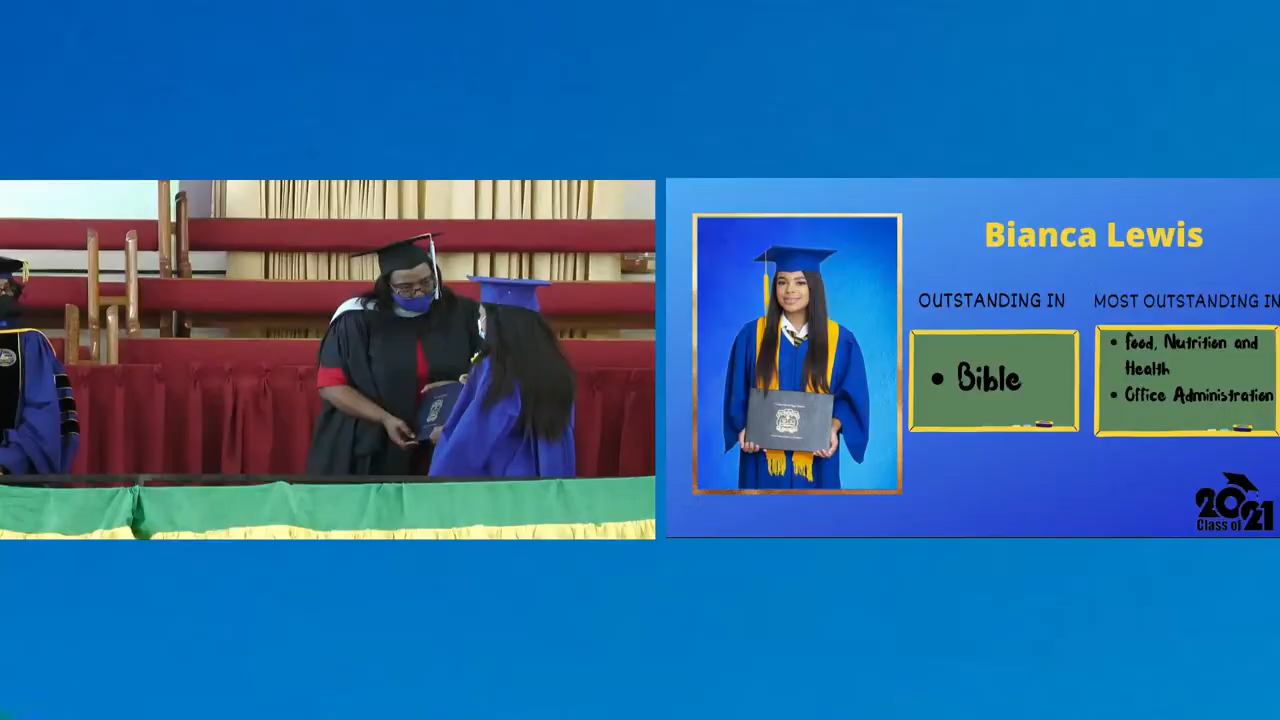 Bianca Lewis
OUTSTANDING IN
• Bible
MOST OUTSTANDING IN
• Food, Nutrition and
Health
• Office Administration
2021
Class of